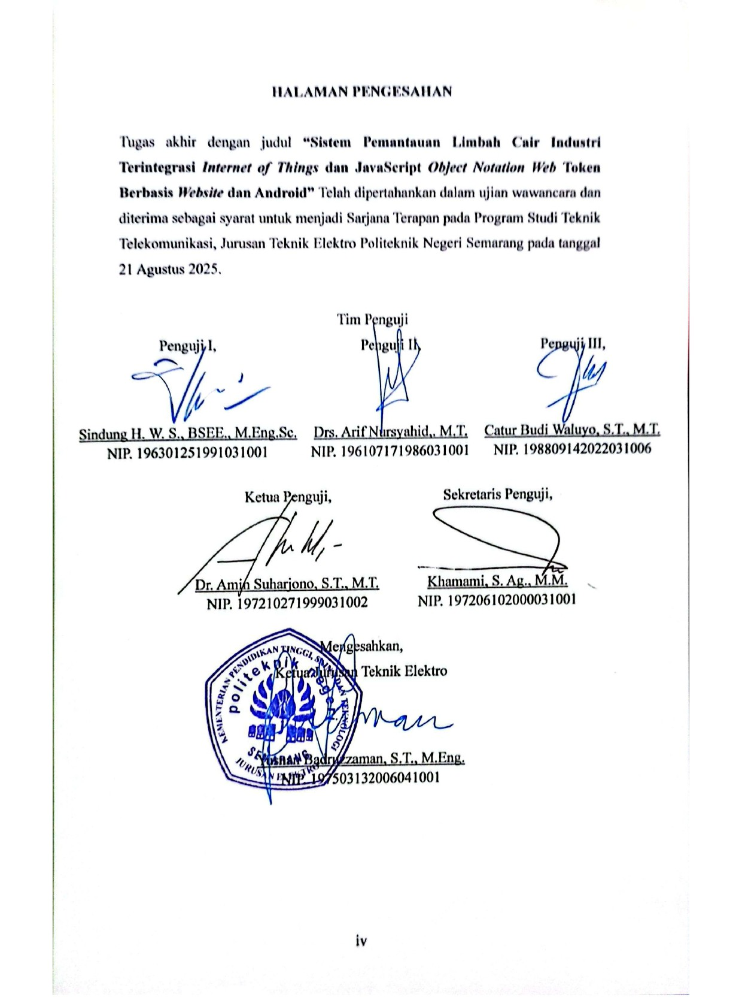 HALAMAN PENGESAHAN
Tugas akhir dengan judul “Sistem Pemantauan Limbah Cair Industri
Terintegrasi Internet of Things dan JavaScript Object Notation Web Token
Berbasis Website dan Android” Telah dipertahankan dalam ujian wawancara dan
diterima sebagai syarat untuk menjadi Sarjana Terapan pada Program Studi Teknik
Telekomunikasi, Jurusan Teknik Elektro Politeknik Negeri Semarang pada tanggal
21 Agustus 2025.
Tim Penguji
Penguji I,
Penguji II,
Penguji III,
Sindung H. W. S., BSEE., M.Eng.Sc.
Drs. Arif Nursyahid,. M.T.
Catur Budi Waluyo, S.T., M.T.
NIP. 196301251991031001
NIP. 196107171986031001
NIP. 198809142022031006
Ketua Penguji,
Sekretaris Penguji,
Dr. Amin Suharjono, S.T., M.T.
Khamami, S. Ag., M.M.
NIP. 197210271999031002
NIP. 197206102000031001
Mengesahkan,
Ketua Jurusan Teknik Elektro
KEMENTERIAN PENDIDIKAN TINGGI, SAINS, DAN TEKNOLOGI
politeknik negeri
SEMARANG
JURUSAN ELEKTRO
Yusnan Badruzzaman, S.T., M.Eng.
NIP. 197503132006041001
iv